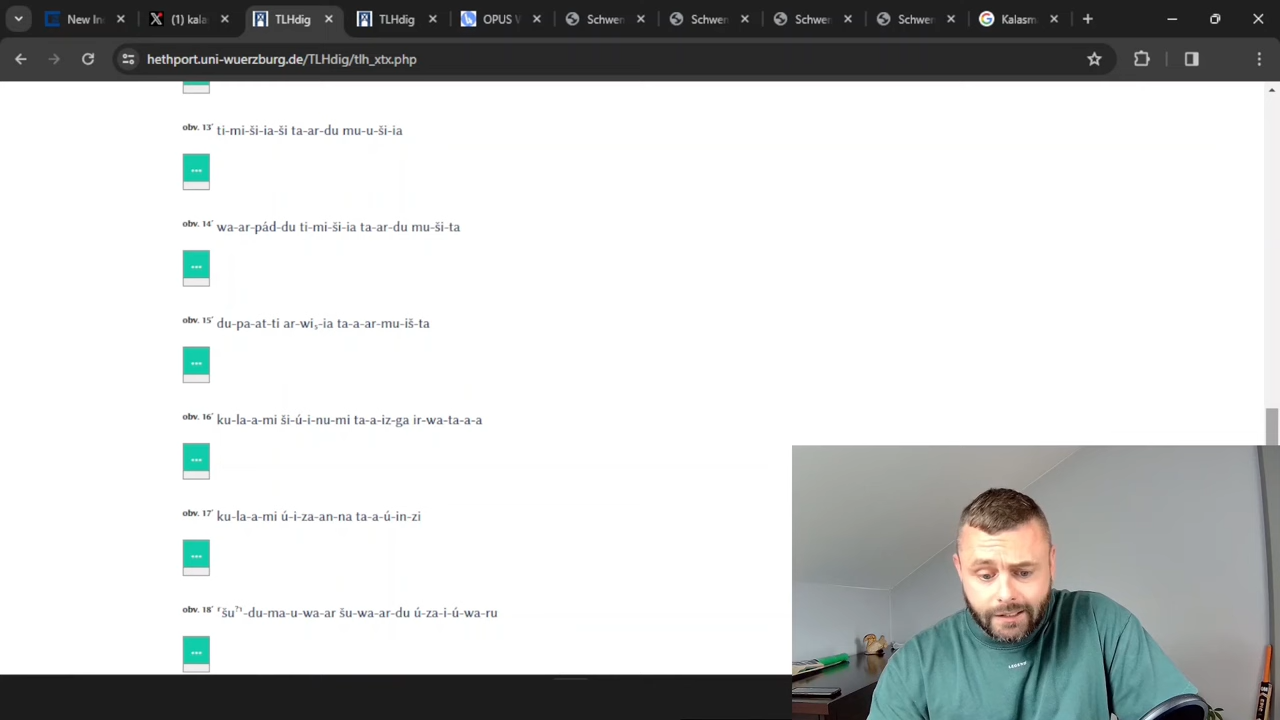 New In
(1) kala
TLHdig
TLHdig
OPUS W
Schwer
Schwer
Schwer
Schwer
Kalasm
hethport.uni-wuerzburg.de/TLHdig/tlh_xtx.php
obv. 13′ ti-mi-ši-ia-ši ta-ar-du mu-u-ši-ia
...
obv. 14′ wa-ar-pád-du ti-mi-ši-ia ta-ar-du mu-ši-ta
...
obv. 15′ du-pa-at-ti ar-wi₅-ia ta-a-ar-mu-iš-ta
...
obv. 16′ ku-la-a-mi ši-ú-i-nu-mi ta-a-iz-ga ir-wa-ta-a-a
...
obv. 17′ ku-la-a-mi ú-i-za-an-na ta-a-ú-in-zi
...
obv. 18′ ⸢šu?⸣-du-ma-u-wa-ar šu-wa-ar-du ú-za-i-ú-wa-ru
...